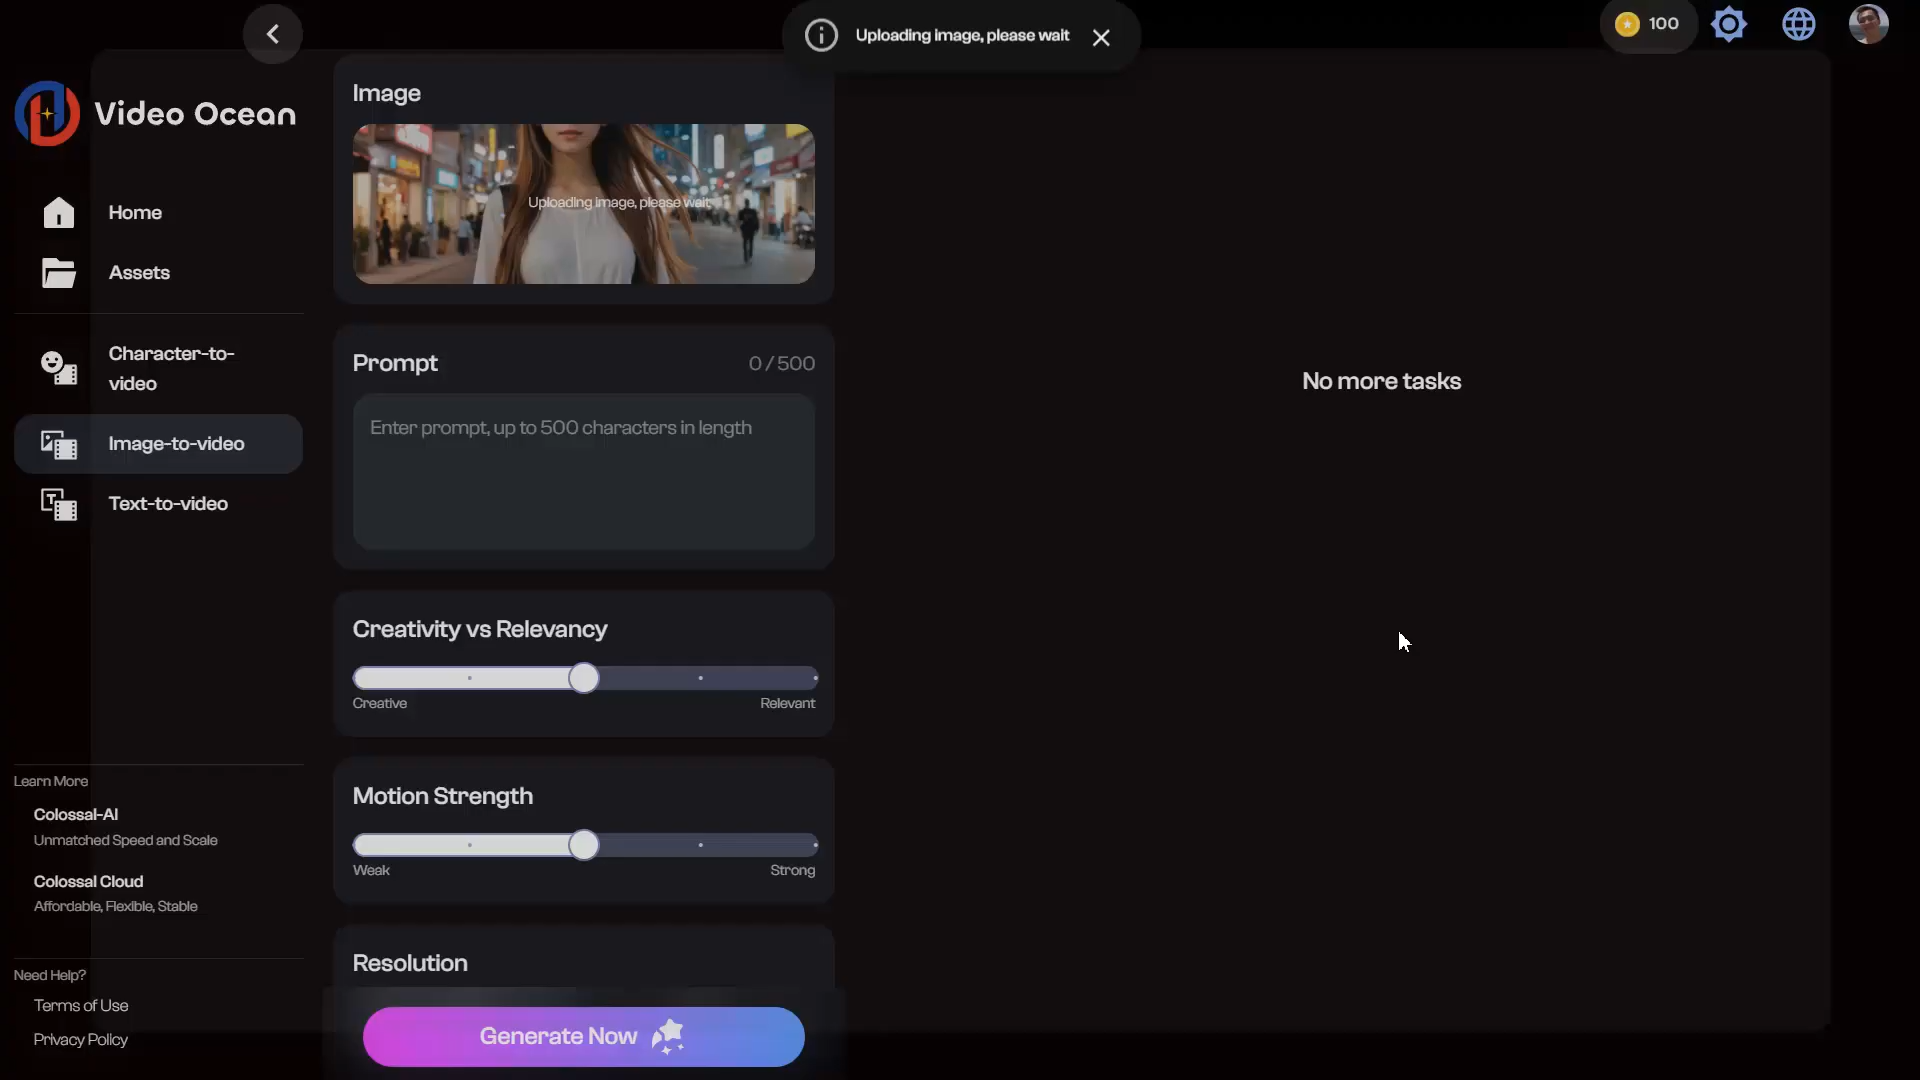 Uploading image, please wait
100
Video Ocean
Home
Assets
Character-to-
video
Image-to-video
Text-to-video
Learn More
Colossal-AI
Unmatched Speed and Scale
Colossal Cloud
Affordable, Flexible, Stable
Need Help?
Terms of Use
Privacy Policy
Image
Uploading image, please wait
Prompt
0 / 500
Enter prompt, up to 500 characters in length
Creativity vs Relevancy
Creative
Relevant
Motion Strength
Weak
Strong
Resolution
Generate Now
No more tasks